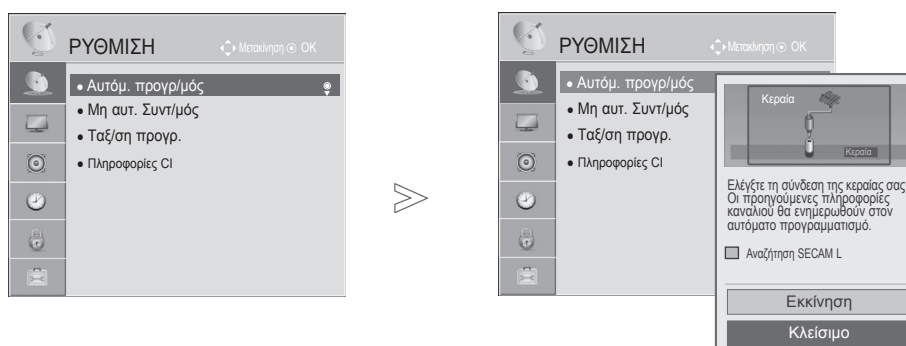 ΡΥΘΜΙΣΗ
Μετακίνηση OK
• Αυτόμ. προγρ/μός
• Μη αυτ. Συντ/μός
• Ταξ/ση προγρ.
• Πληροφορίες CI
>
ΡΥΘΜΙΣΗ
Μετακίνηση OK
• Αυτόμ. προγρ/μός
• Μη αυτ. Συντ/μός
• Ταξ/ση προγρ.
• Πληροφορίες CI
Κεραία
Κεραία
Ελέγξτε τη σύνδεση της κεραίας σας
Οι προηγούμενες πληροφορίες
καναλιού θα ενημερωθούν στον
αυτόματο προγραμματισμό.
Αναζήτηση SECAM L
Εκκίνηση
Κλείσιμο